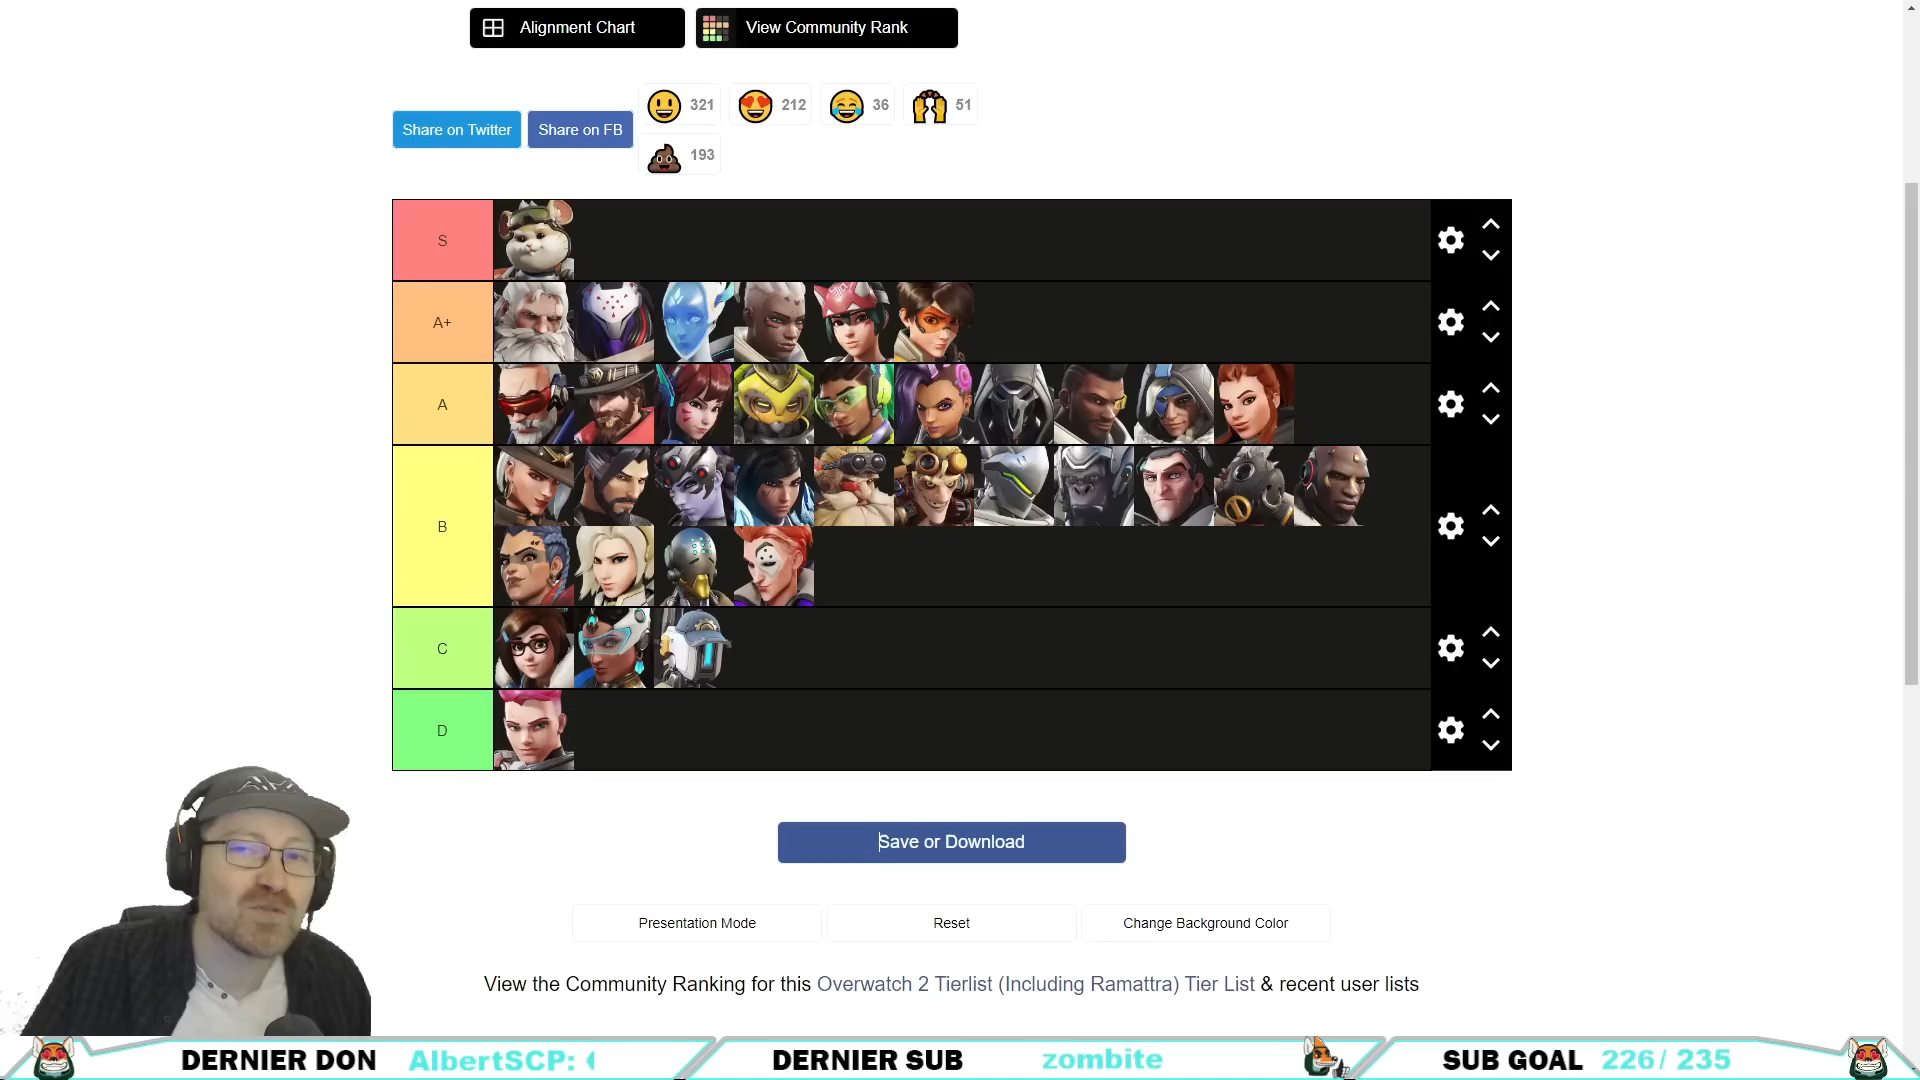 Alignment Chart
View Community Rank
Share on Twitter
Share on FB
321
212
36
51
193
S
A+
A
B
C
D
Save or Download
Presentation Mode
Reset
Change Background Color
View the Community Ranking for this Overwatch 2 Tierlist (Including Ramattra) Tier List & recent user lists
DERNIER DON AlbertSCP:
DERNIER SUB zombite
SUB GOAL 226/ 235